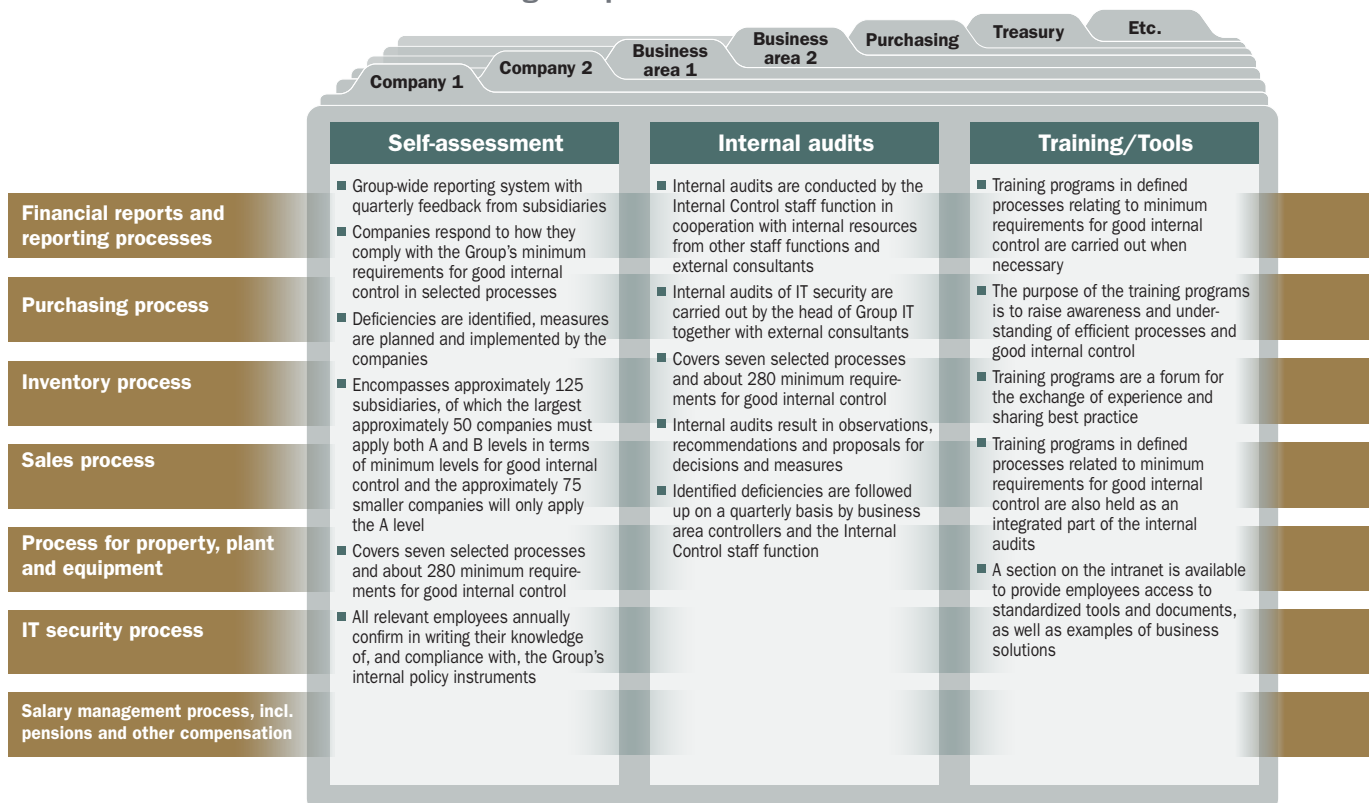 Company 1
Company 2
Business
area 1
Business
area 2
Purchasing
Treasury
Etc.
Financial reports and
reporting processes
Purchasing process
Inventory process
Sales process
Process for property, plant
and equipment
IT security process
Salary management process, incl.
pensions and other compensation
Self-assessment
■ Group-wide reporting system with
quarterly feedback from subsidiaries
■ Companies respond to how they
comply with the Group’s minimum
requirements for good internal
control in selected processes
■ Deficiencies are identified, measures
are planned and implemented by the
companies
■ Encompasses approximately 125
subsidiaries, of which the largest
approximately 50 companies must
apply both A and B levels in terms
of minimum levels for good internal
control and the approximately 75
smaller companies will only apply
the A level
■ Covers seven selected processes
and about 280 minimum require-
ments for good internal control
■ All relevant employees annually
confirm in writing their knowledge
of, and compliance with, the Group’s
internal policy instruments
Internal audits
■ Internal audits are conducted by the
Internal Control staff function in
cooperation with internal resources
from other staff functions and
external consultants
■ Internal audits of IT security are
carried out by the head of Group IT
together with external consultants
■ Covers seven selected processes
and about 280 minimum require-
ments for good internal control
■ Internal audits result in observations,
recommendations and proposals for
decisions and measures
■ Identified deficiencies are followed
up on a quarterly basis by business
area controllers and the Internal
Control staff function
Training/Tools
■ Training programs in defined
processes relating to minimum
requirements for good internal
control are carried out when
necessary
■ The purpose of the training programs
is to raise awareness and under-
standing of efficient processes and
good internal control
■ Training programs are a forum for
the exchange of experience and
sharing best practice
■ Training programs in defined
processes related to minimum
requirements for good internal
control are also held as an
integrated part of the internal
audits
■ A section on the intranet is available
to provide employees access to
standardized tools and documents,
as well as examples of business
solutions